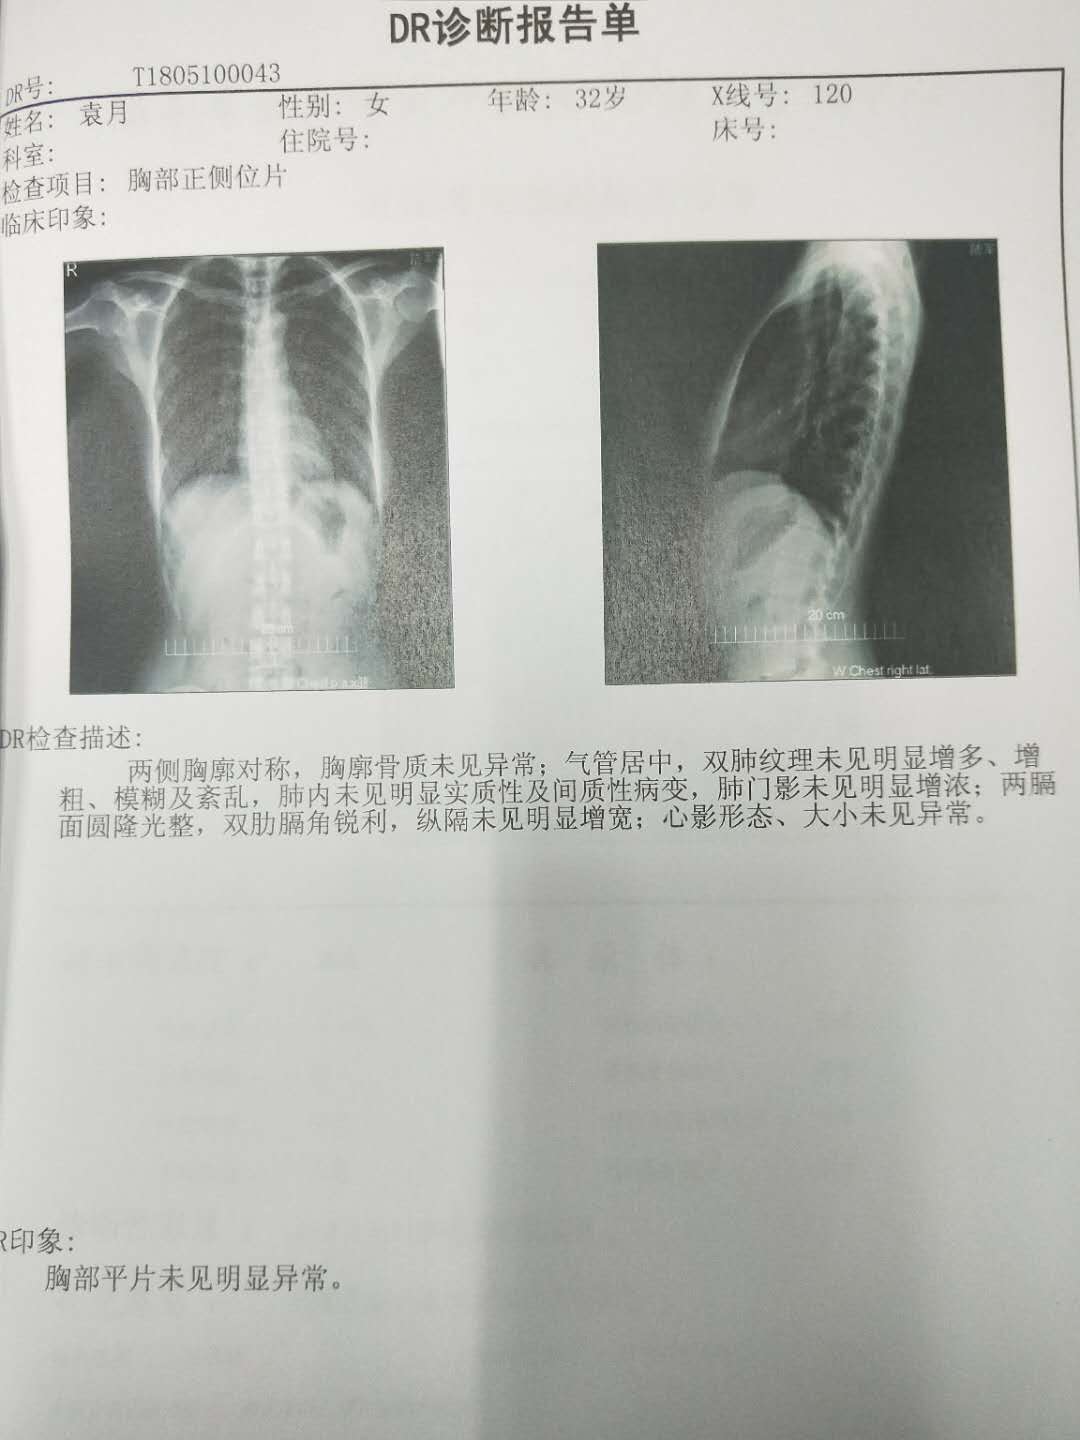 DR诊断报告单
DR号: T1805100043
姓名: 袁月 性别: 女 年龄: 32岁 X线号: 120
科室: 住院号: 床号:
检查项目: 胸部正侧位片
临床印象:
R
20 cm
W Chest right lat.
DR检查描述:
两侧胸廓对称，胸廓骨质未见异常；气管居中，双肺纹理未见明显增多、增
粗、模糊及紊乱，肺内未见明显实质性及间质性病变，肺门影未见明显增浓；两膈
面圆隆光整，双肋膈角锐利，纵隔未见明显增宽；心影形态、大小未见异常。
R印象:
胸部平片未见明显异常。